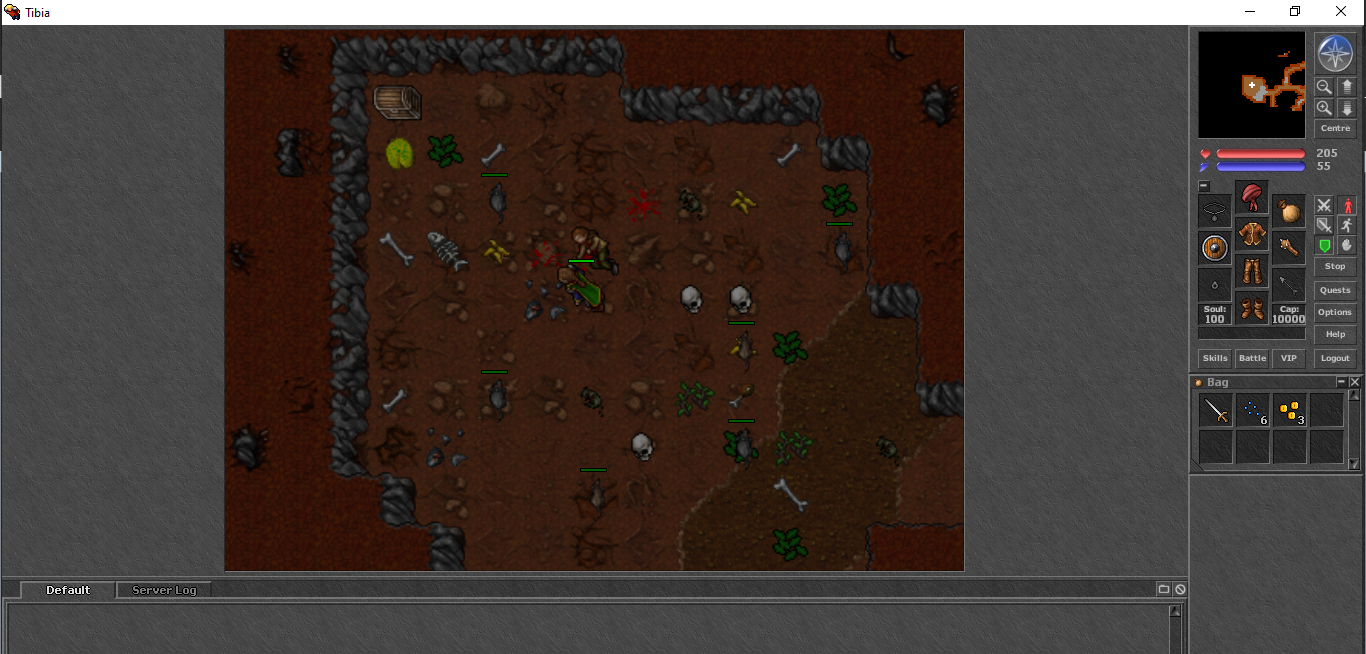 Tibia
Centre
205
55
Soul:
100
Cap:
10000
Stop
Quests
Options
Help
Skills
Battle
VIP
Logout
Bag
6
3
Default
Server Log